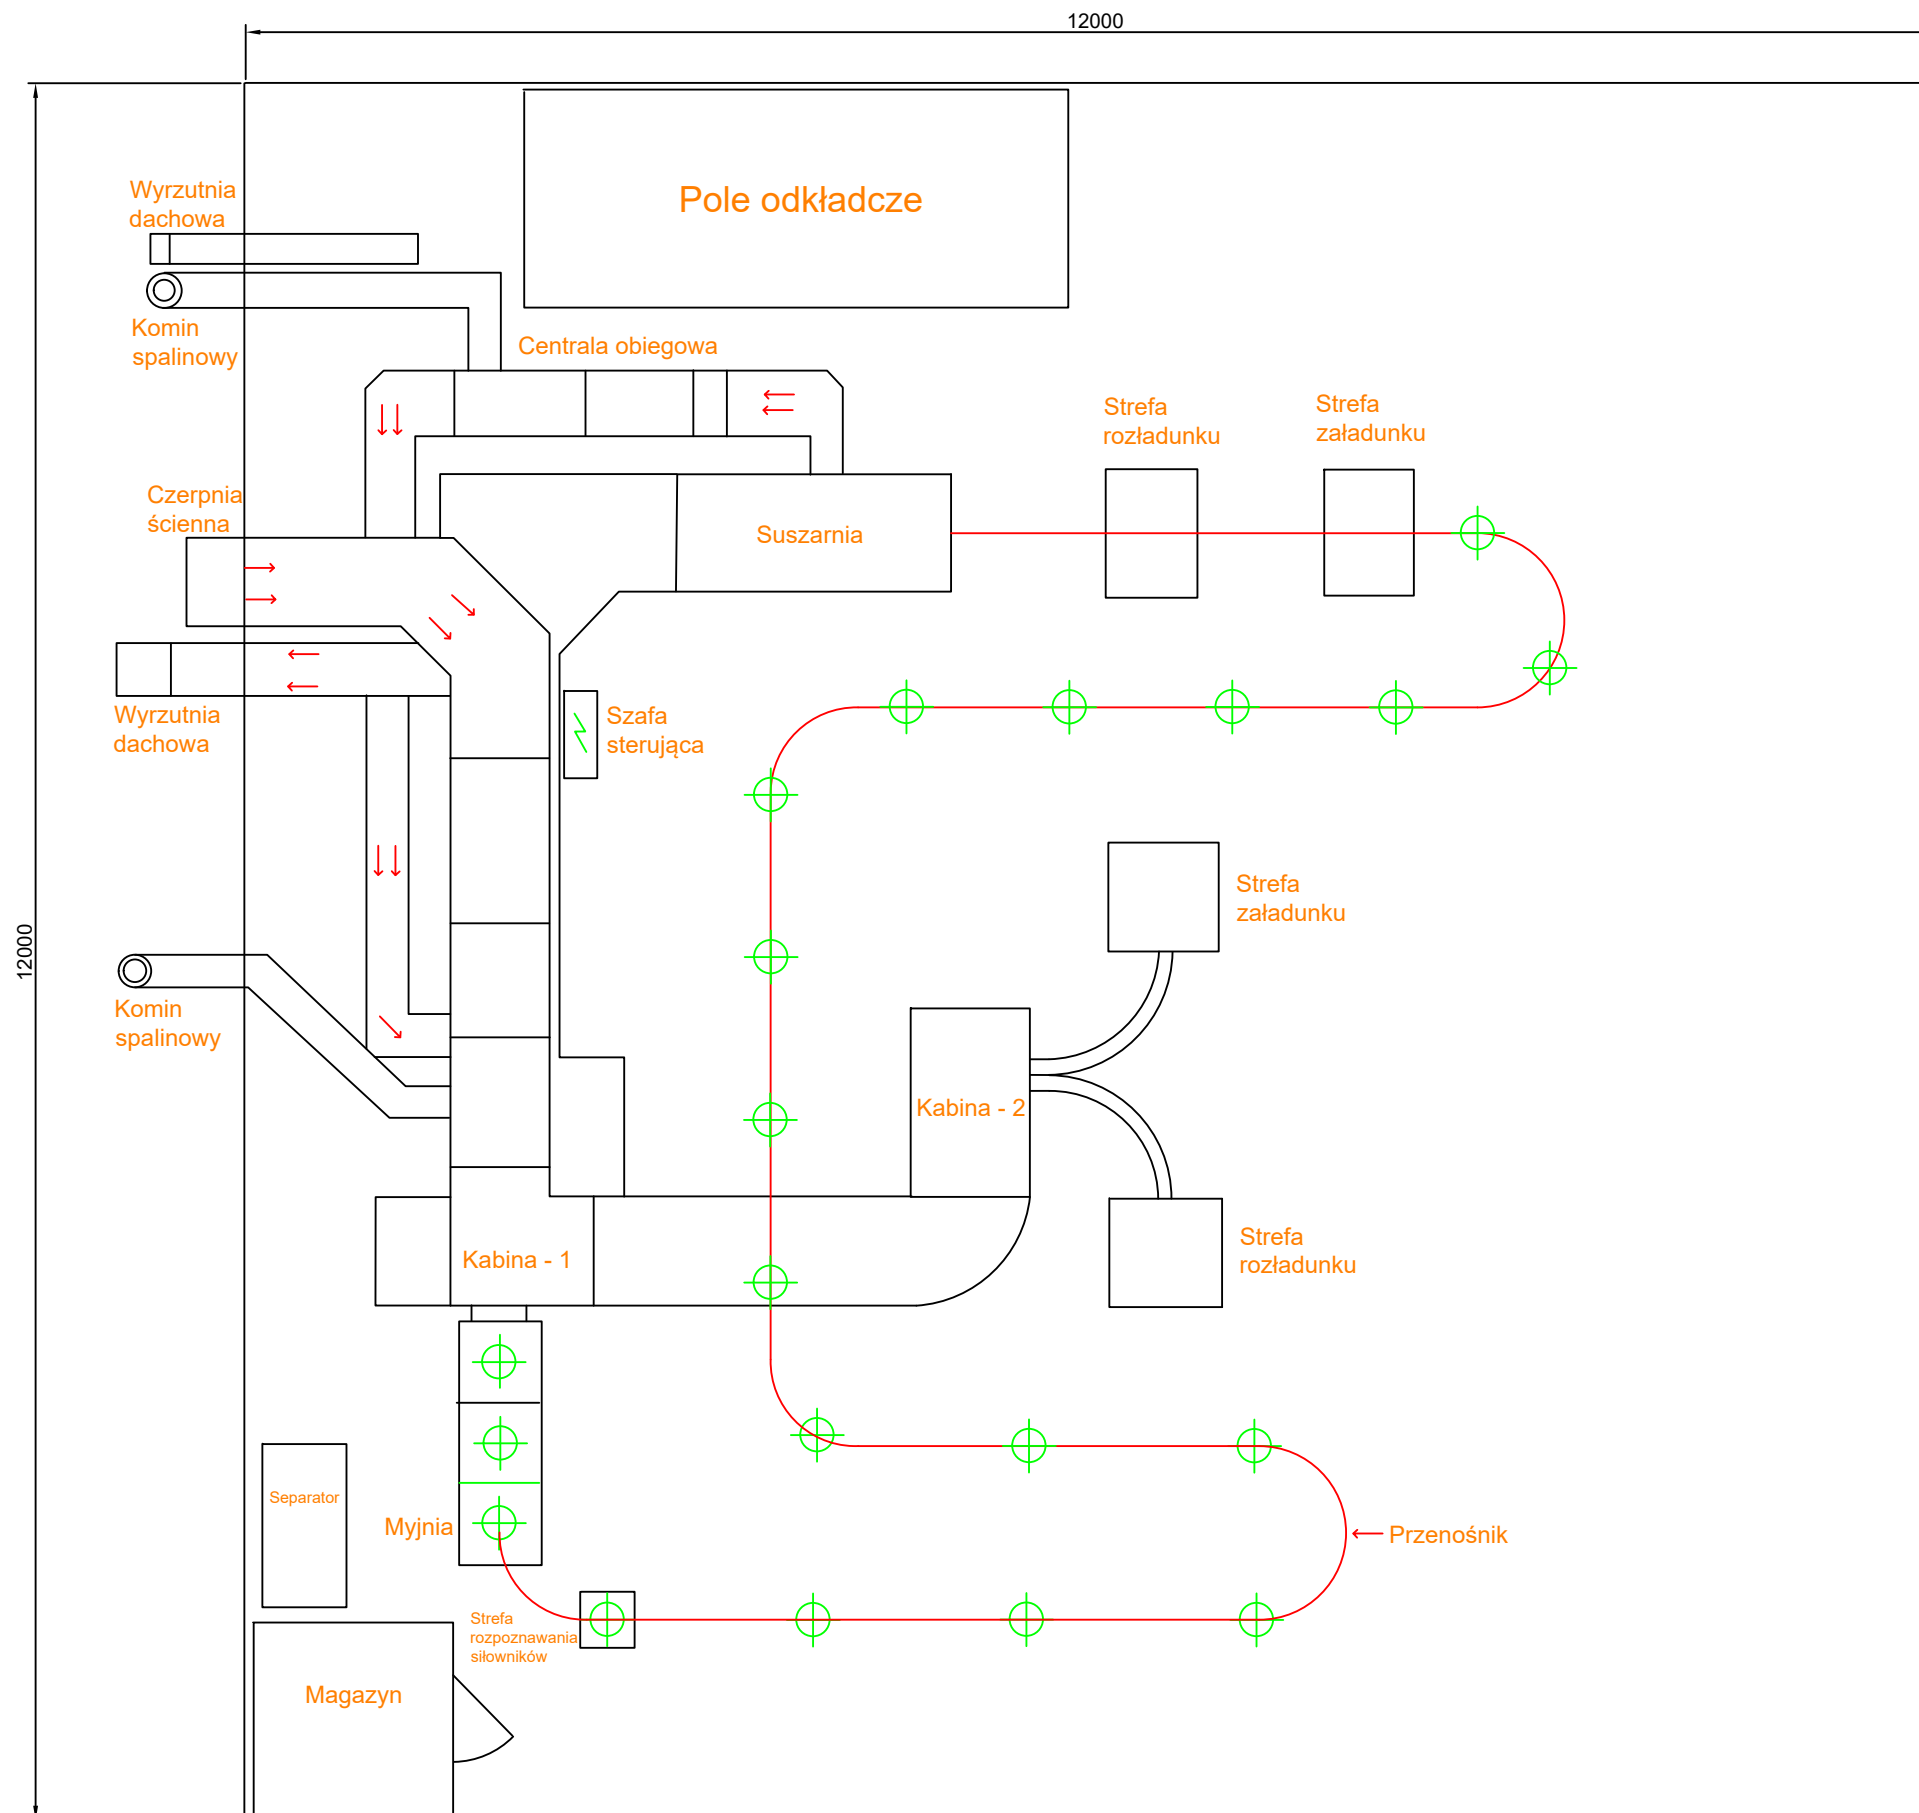 12000
Wyrzutnia
dachowa
Pole odkładcze
Komin
spalinowy
Centrala obiegowa
Strefa
rozładunku
Strefa
załadunku
Czerpnia
ścienna
Suszarnia
Wyrzutnia
dachowa
Szafa
sterująca
Strefa
załadunku
12000
Komin
spalinowy
Kabina - 2
Kabina - 1
Strefa
rozładunku
Separator
Myjnia
Przenośnik
Strefa
rozpoznawania
siłowników
Magazyn